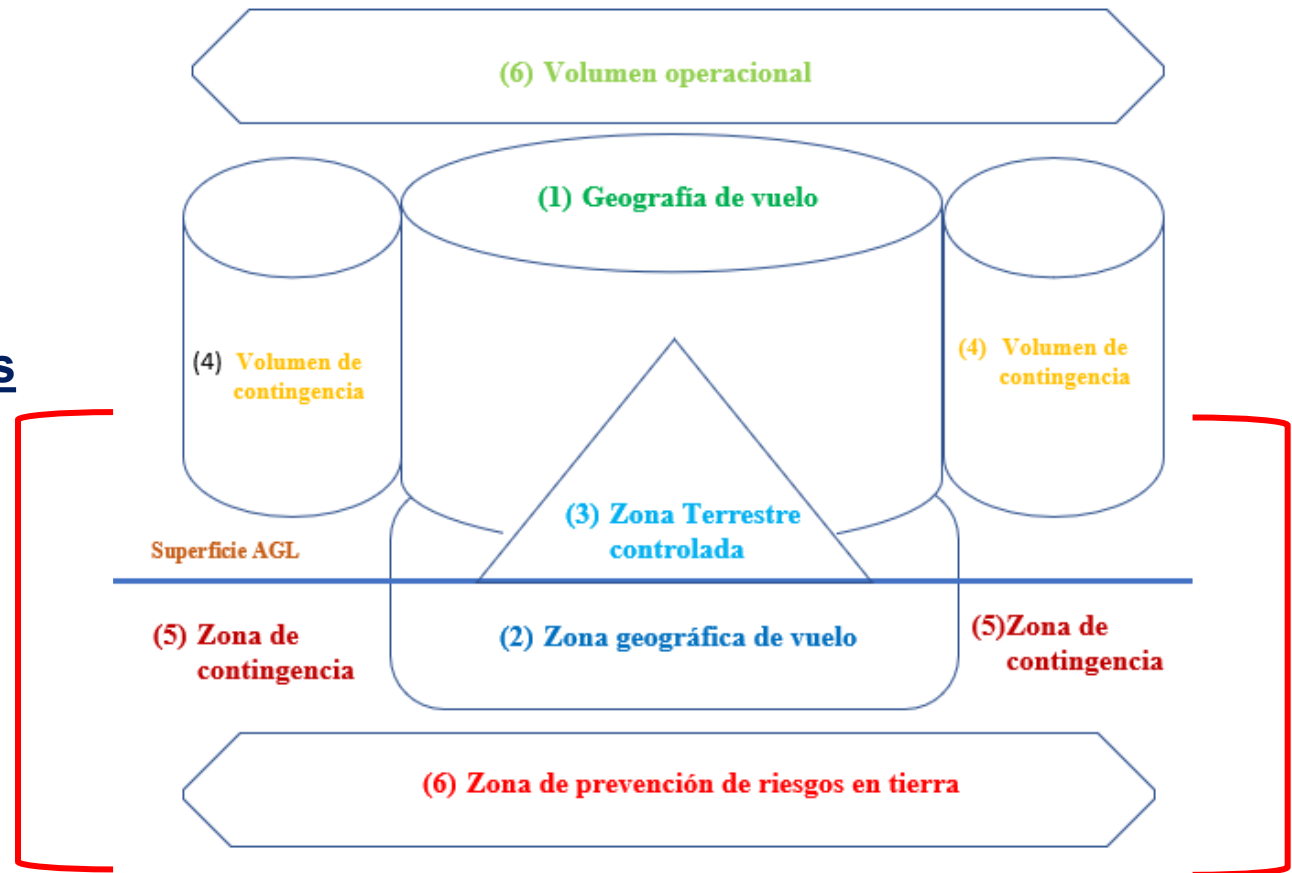 (6) Volumen operacional
(1) Geografía de vuelo
(4) Volumen de
contingencia
(4) Volumen de
contingencia
s
(3) Zona Terrestre
controlada
Superficie AGL
(5) Zona de
contingencia
(2) Zona geográfica de vuelo
(5)Zona de
contingencia
(6) Zona de prevención de riesgos en tierra